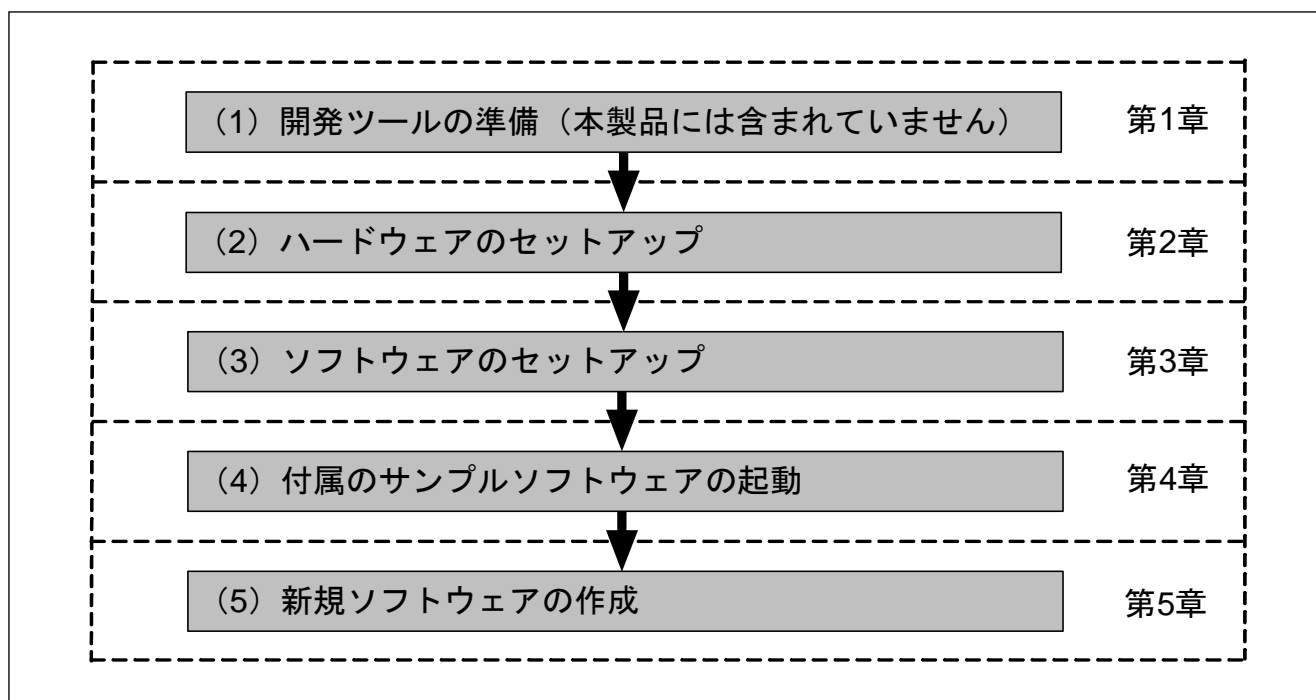 (1) 開発ツールの準備（本製品には含まれていません） 第1章
(2) ハードウェアのセットアップ 第2章
(3) ソフトウェアのセットアップ 第3章
(4) 付属のサンプルソフトウェアの起動 第4章
(5) 新規ソフトウェアの作成 第5章